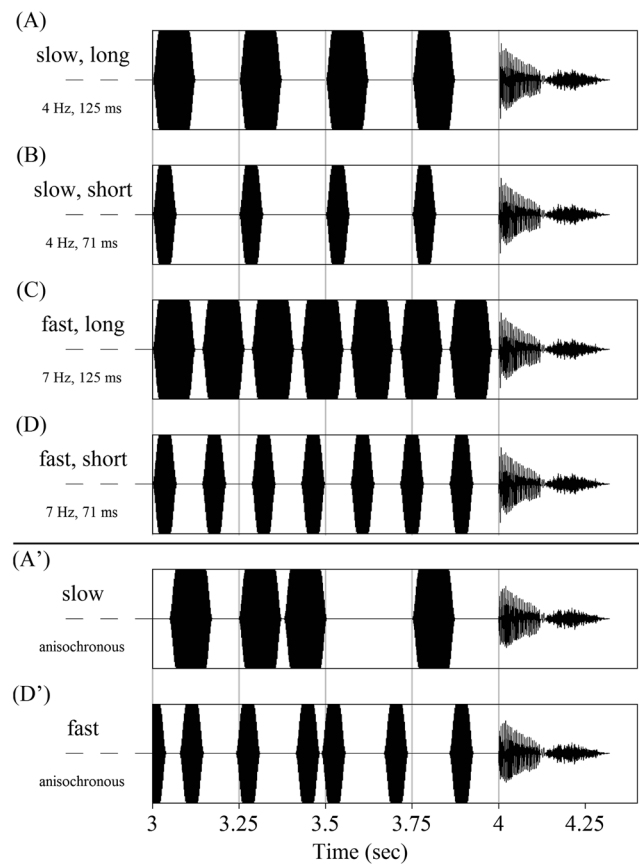 (A)
slow, long
4 Hz, 125 ms
(B)
slow, short
4 Hz, 71 ms
(C)
fast, long
7 Hz, 125 ms
(D)
fast, short
7 Hz, 71 ms
(A’)
slow
anisochronous
(D’)
fast
anisochronous
3 3.25 3.5 3.75 4 4.25
Time (sec)